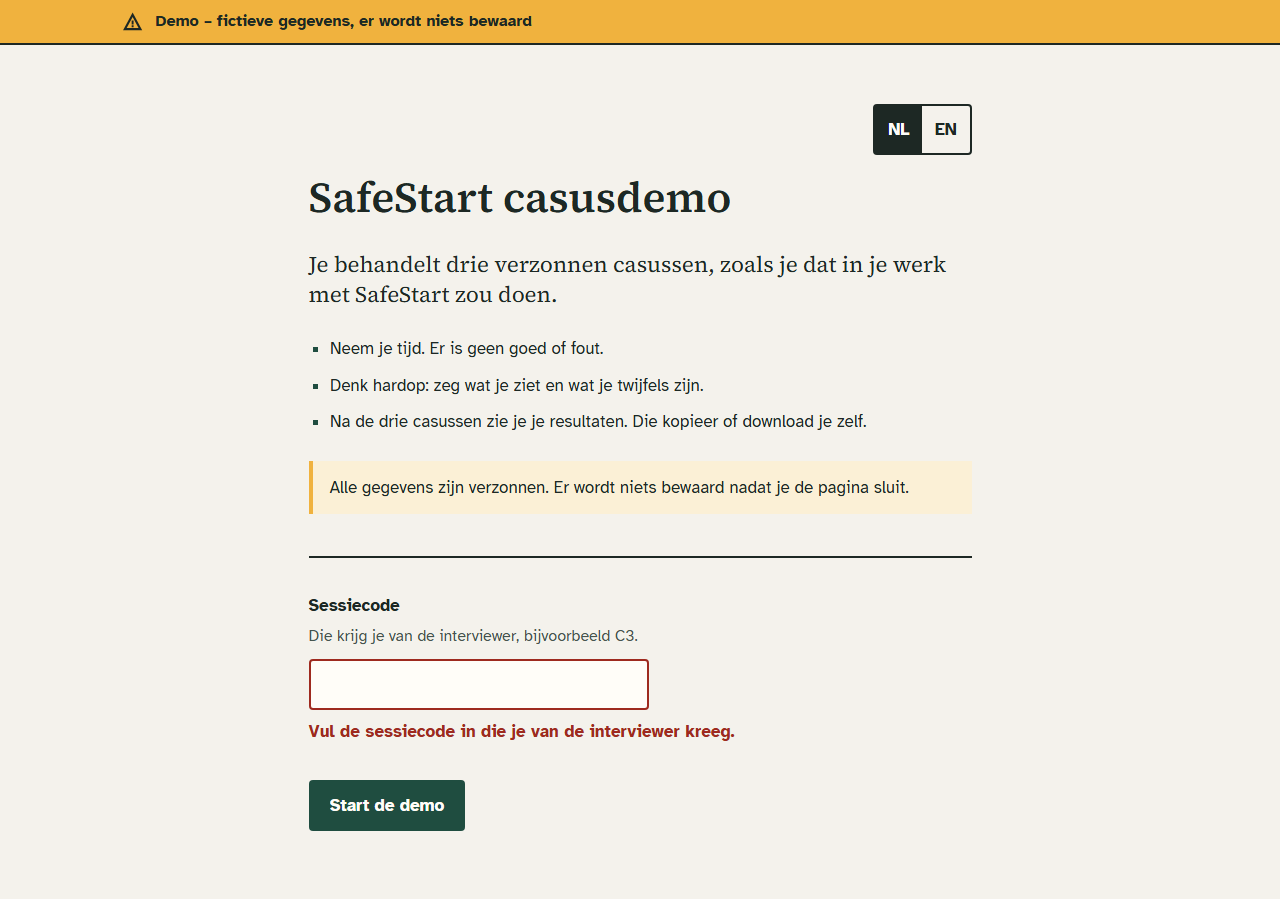 Demo – fictieve gegevens, er wordt niets bewaard
NL EN
SafeStart casusdemo
Je behandelt drie verzonnen casussen, zoals je dat in je werk
met SafeStart zou doen.
Neem je tijd. Er is geen goed of fout.
Denk hardop: zeg wat je ziet en wat je twijfels zijn.
Na de drie casussen zie je je resultaten. Die kopieer of download je zelf.
Alle gegevens zijn verzonnen. Er wordt niets bewaard nadat je de pagina sluit.
Sessiecode
Die krijg je van de interviewer, bijvoorbeeld C3.
Vul de sessiecode in die je van de interviewer kreeg.
Start de demo